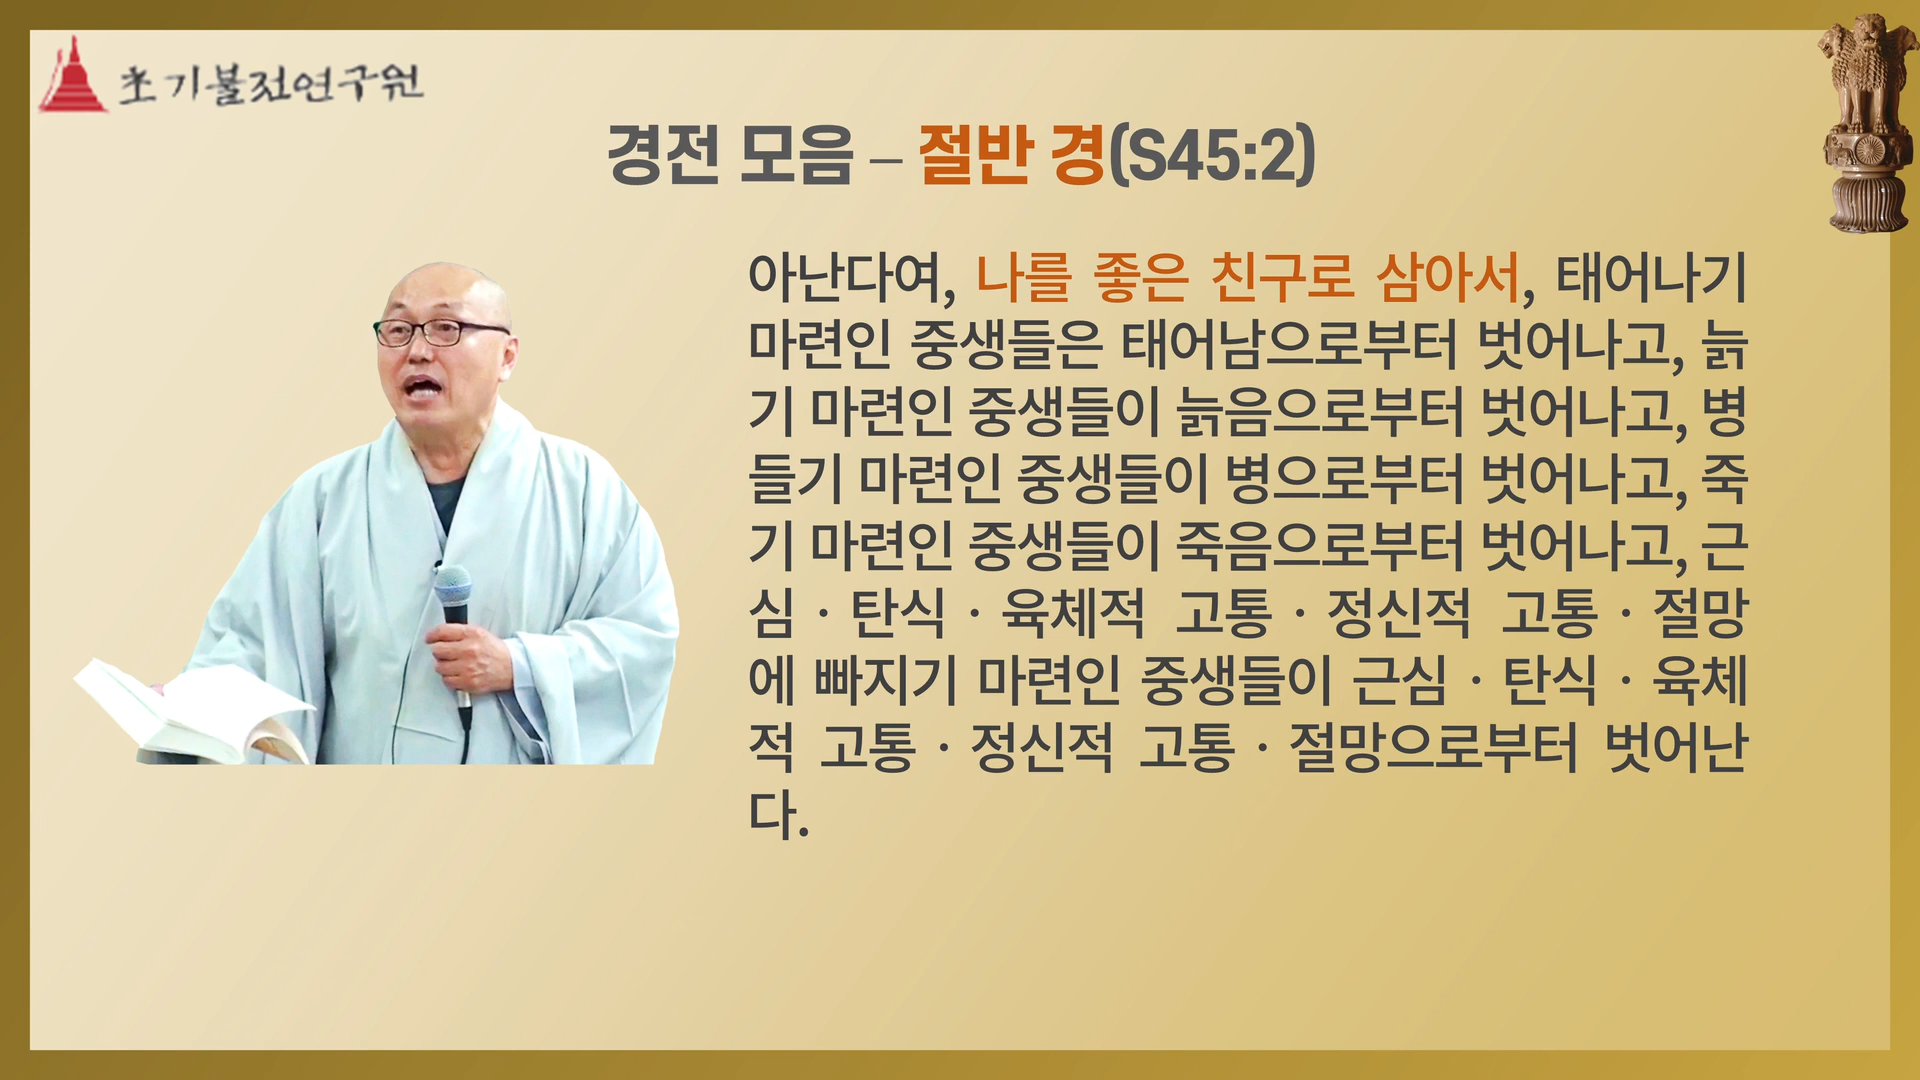 초기불전연구원
경전 모음 – 절반 경(S45:2)
아난다여, 나를 좋은 친구로 삼아서, 태어나기
마련인 중생들은 태어남으로부터 벗어나고, 늙
기 마련인 중생들이 늙음으로부터 벗어나고, 병
들기 마련인 중생들이 병으로부터 벗어나고, 죽
기 마련인 중생들이 죽음으로부터 벗어나고, 근
심 · 탄식 · 육체적 고통 · 정신적 고통 · 절망
에 빠지기 마련인 중생들이 근심 · 탄식 · 육체
적 고통 · 정신적 고통 · 절망으로부터 벗어난
다.